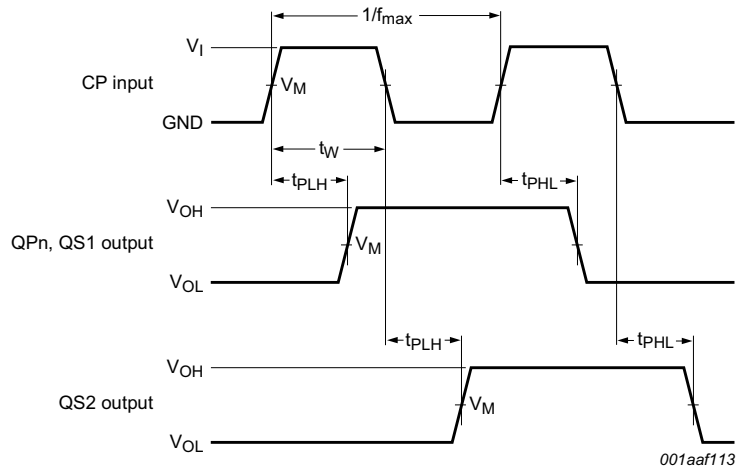 1/fmax
VI
CP input
VM
GND
tW
tPLH
tPHL
VOH
QPn, QS1 output
VM
VOL
tPLH
tPHL
VOH
QS2 output
VM
VOL
001aaf113